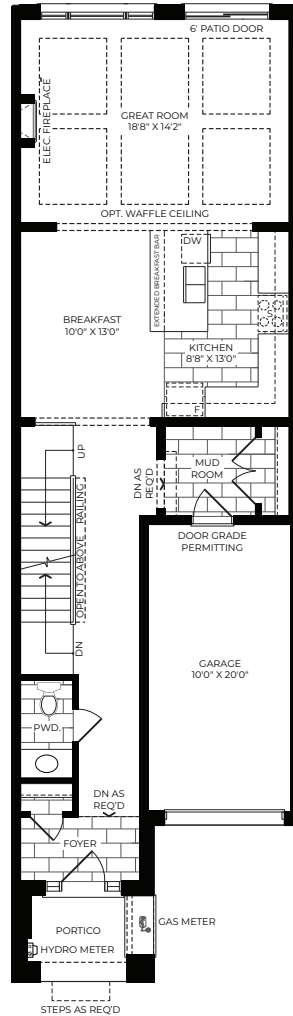 6' PATIO DOOR
ELEC. FIREPLACE
GREAT ROOM
18'8" X 14'2"
OPT. WAFFLE CEILING
EXTENDED BREAKFAST BAR
DW
BREAKFAST
10'0" X 13'0"
S
KITCHEN
8'8" X 13'0"
F
UP
DN AS
REQ'D
MUD
ROOM
OPEN TO ABOVE
RAILING
DOOR GRADE
PERMITTING
DN
GARAGE
10'0" X 20'0"
PWD.
DN AS
REQ'D
FOYER
PORTICO
GAS METER
HYDRO METER
STEPS AS REQ'D